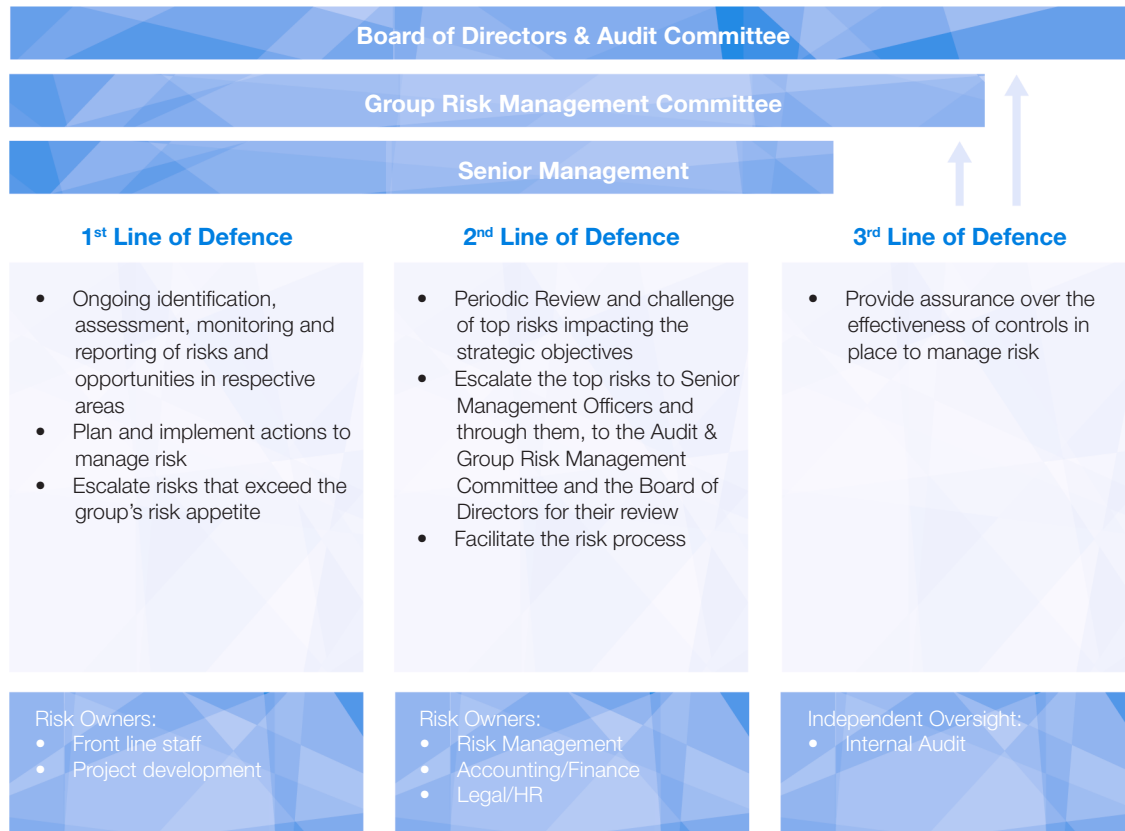 Board of Directors & Audit Committee
Group Risk Management Committee
Senior Management
1st Line of Defence
• Ongoing identification,
assessment, monitoring and
reporting of risks and
opportunities in respective
areas
• Plan and implement actions to
manage risk
• Escalate risks that exceed the
group's risk appetite
Risk Owners:
• Front line staff
• Project development
2nd Line of Defence
• Periodic Review and challenge
of top risks impacting the
strategic objectives
• Escalate the top risks to Senior
Management Officers and
through them, to the Audit &
Group Risk Management
Committee and the Board of
Directors for their review
• Facilitate the risk process
Risk Owners:
• Risk Management
• Accounting/Finance
• Legal/HR
3rd Line of Defence
• Provide assurance over the
effectiveness of controls in
place to manage risk
Independent Oversight:
• Internal Audit